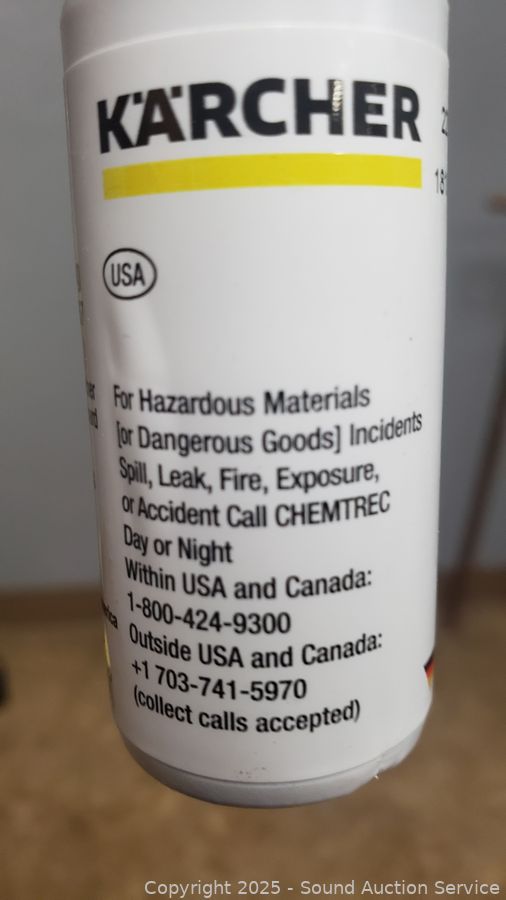 KÄRCHER
USA
For Hazardous Materials
[or Dangerous Goods] Incidents
Spill, Leak, Fire, Exposure,
or Accident Call CHEMTREC
Day or Night
Within USA and Canada:
1-800-424-9300
Outside USA and Canada:
+1 703-741-5970
(collect calls accepted)
Copyright 2025 - Sound Auction Service